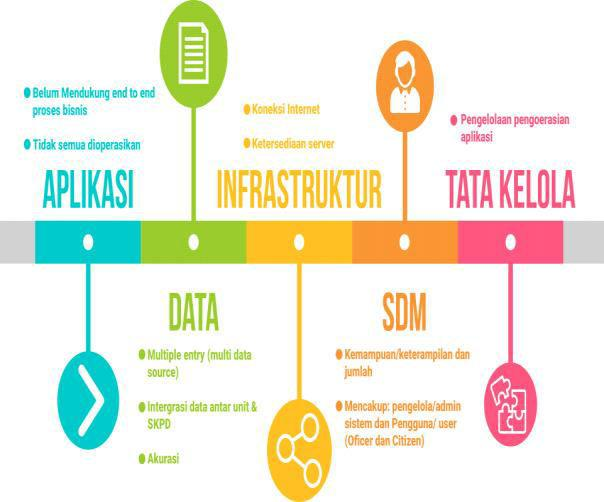 Belum Mendukung end to end
proses bisnis
Tidak semua dioperasikan
APLIKASI
Koneksi Internet
Ketersediaan server
INFRASTRUKTUR
Pengelolaan pengoerasian
aplikasi
TATA KELOLA
DATA
Multiple entry (multi data
source)
Intergrasi data antar unit &
SKPD
Akurasi
SDM
Kemampuan/keterampilan dan
jumlah
Mencakup: pengelola/admin
sistem dan Pengguna/ user
(Oficer dan Citizen)